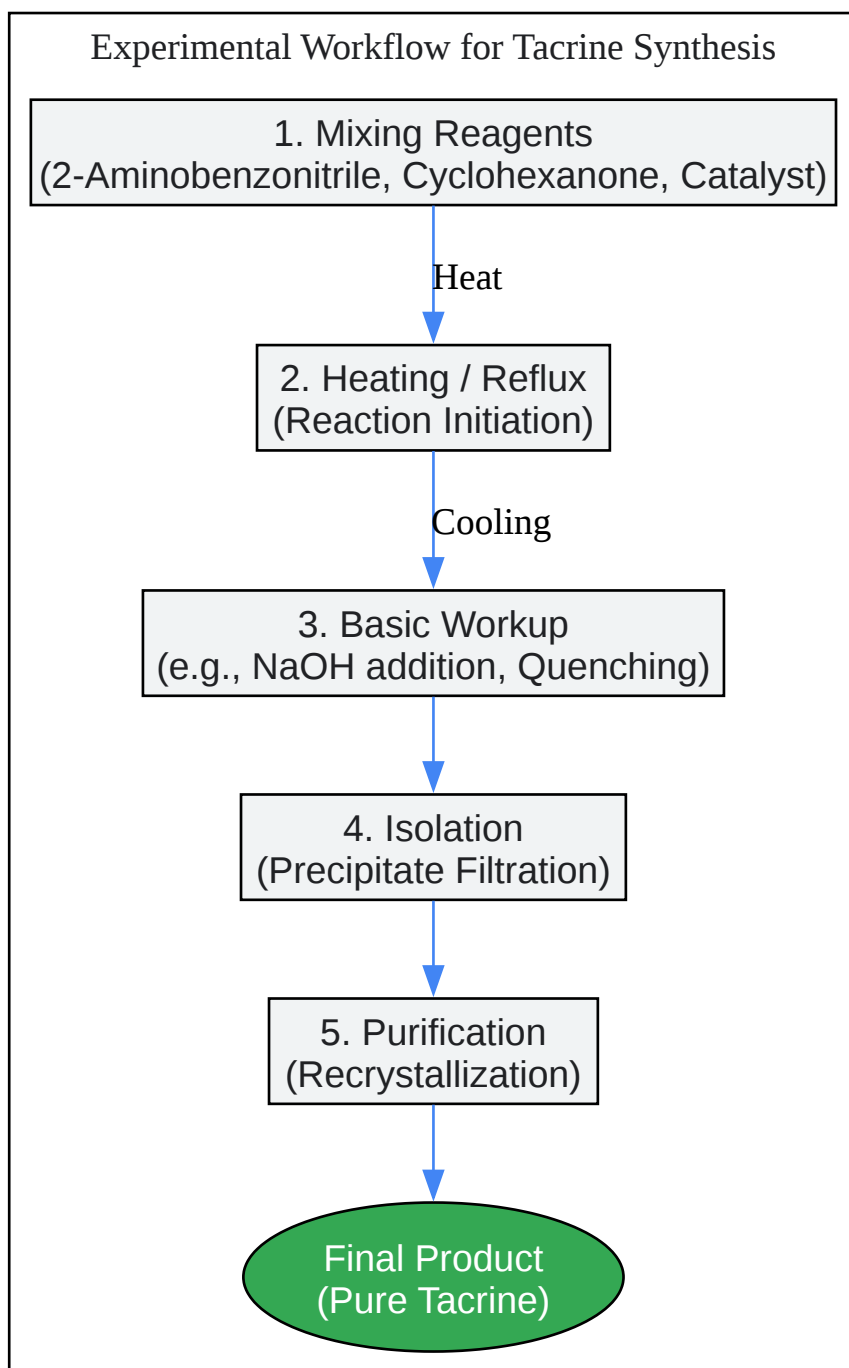 Experimental Workflow for Tacrine Synthesis
1. Mixing Reagents
(2-Aminobenzonitrile, Cyclohexanone, Catalyst)
Heat
2. Heating / Reflux
(Reaction Initiation)
Cooling
3. Basic Workup
(e.g., NaOH addition, Quenching)
4. Isolation
(Precipitate Filtration)
5. Purification
(Recrystallization)
Final Product
(Pure Tacrine)